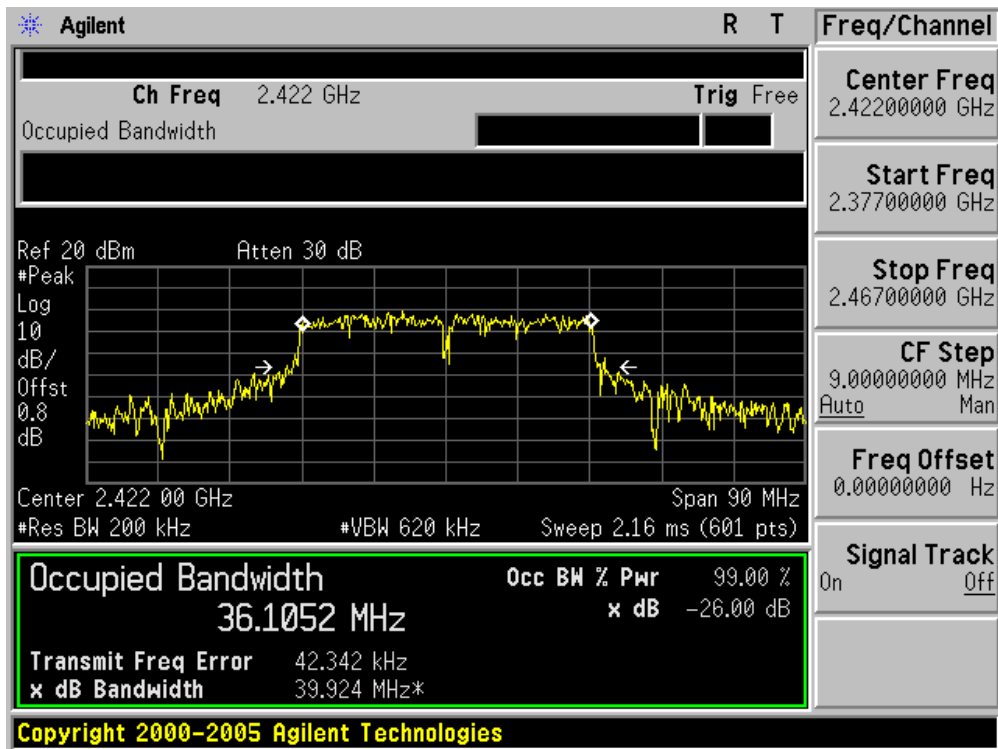 Agilent R T Freq/Channel
Ch Freq 2.422 GHz Trig Free
Occupied Bandwidth
Center Freq
2.42200000 GHz
Start Freq
2.37700000 GHz
Stop Freq
2.46700000 GHz
CF Step
9.00000000 MHz
Auto Man
Freq Offset
0.00000000 Hz
Signal Track
On Off
Ref 20 dBm Atten 30 dB
#Peak
Log
10
dB/
Offst
0.8
dB
Center 2.422 00 GHz Span 90 MHz
#Res BW 200 kHz #VBW 620 kHz Sweep 2.16 ms (601 pts)
Occupied Bandwidth Occ BW % Pwr 99.00 %
36.1052 MHz x dB -26.00 dB
Transmit Freq Error 42.342 kHz
x dB Bandwidth 39.924 MHz*
Copyright 2000-2005 Agilent Technologies